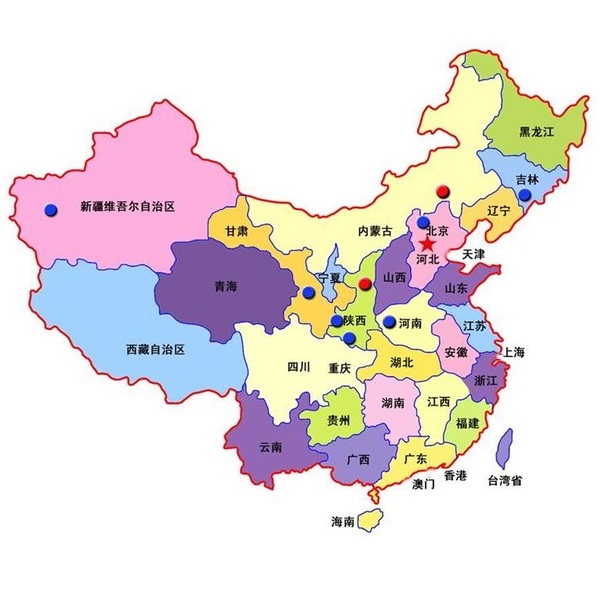 黑龙江
吉林
辽宁
新疆维吾尔自治区
内蒙古
北京
甘肃
天津
河北
宁夏
山西
青海
山东
陕西
河南
江苏
西藏自治区
安徽
上海
四川
重庆
湖北
浙江
湖南
江西
贵州
福建
云南
广西
广东
香港
澳门
台湾省
海南